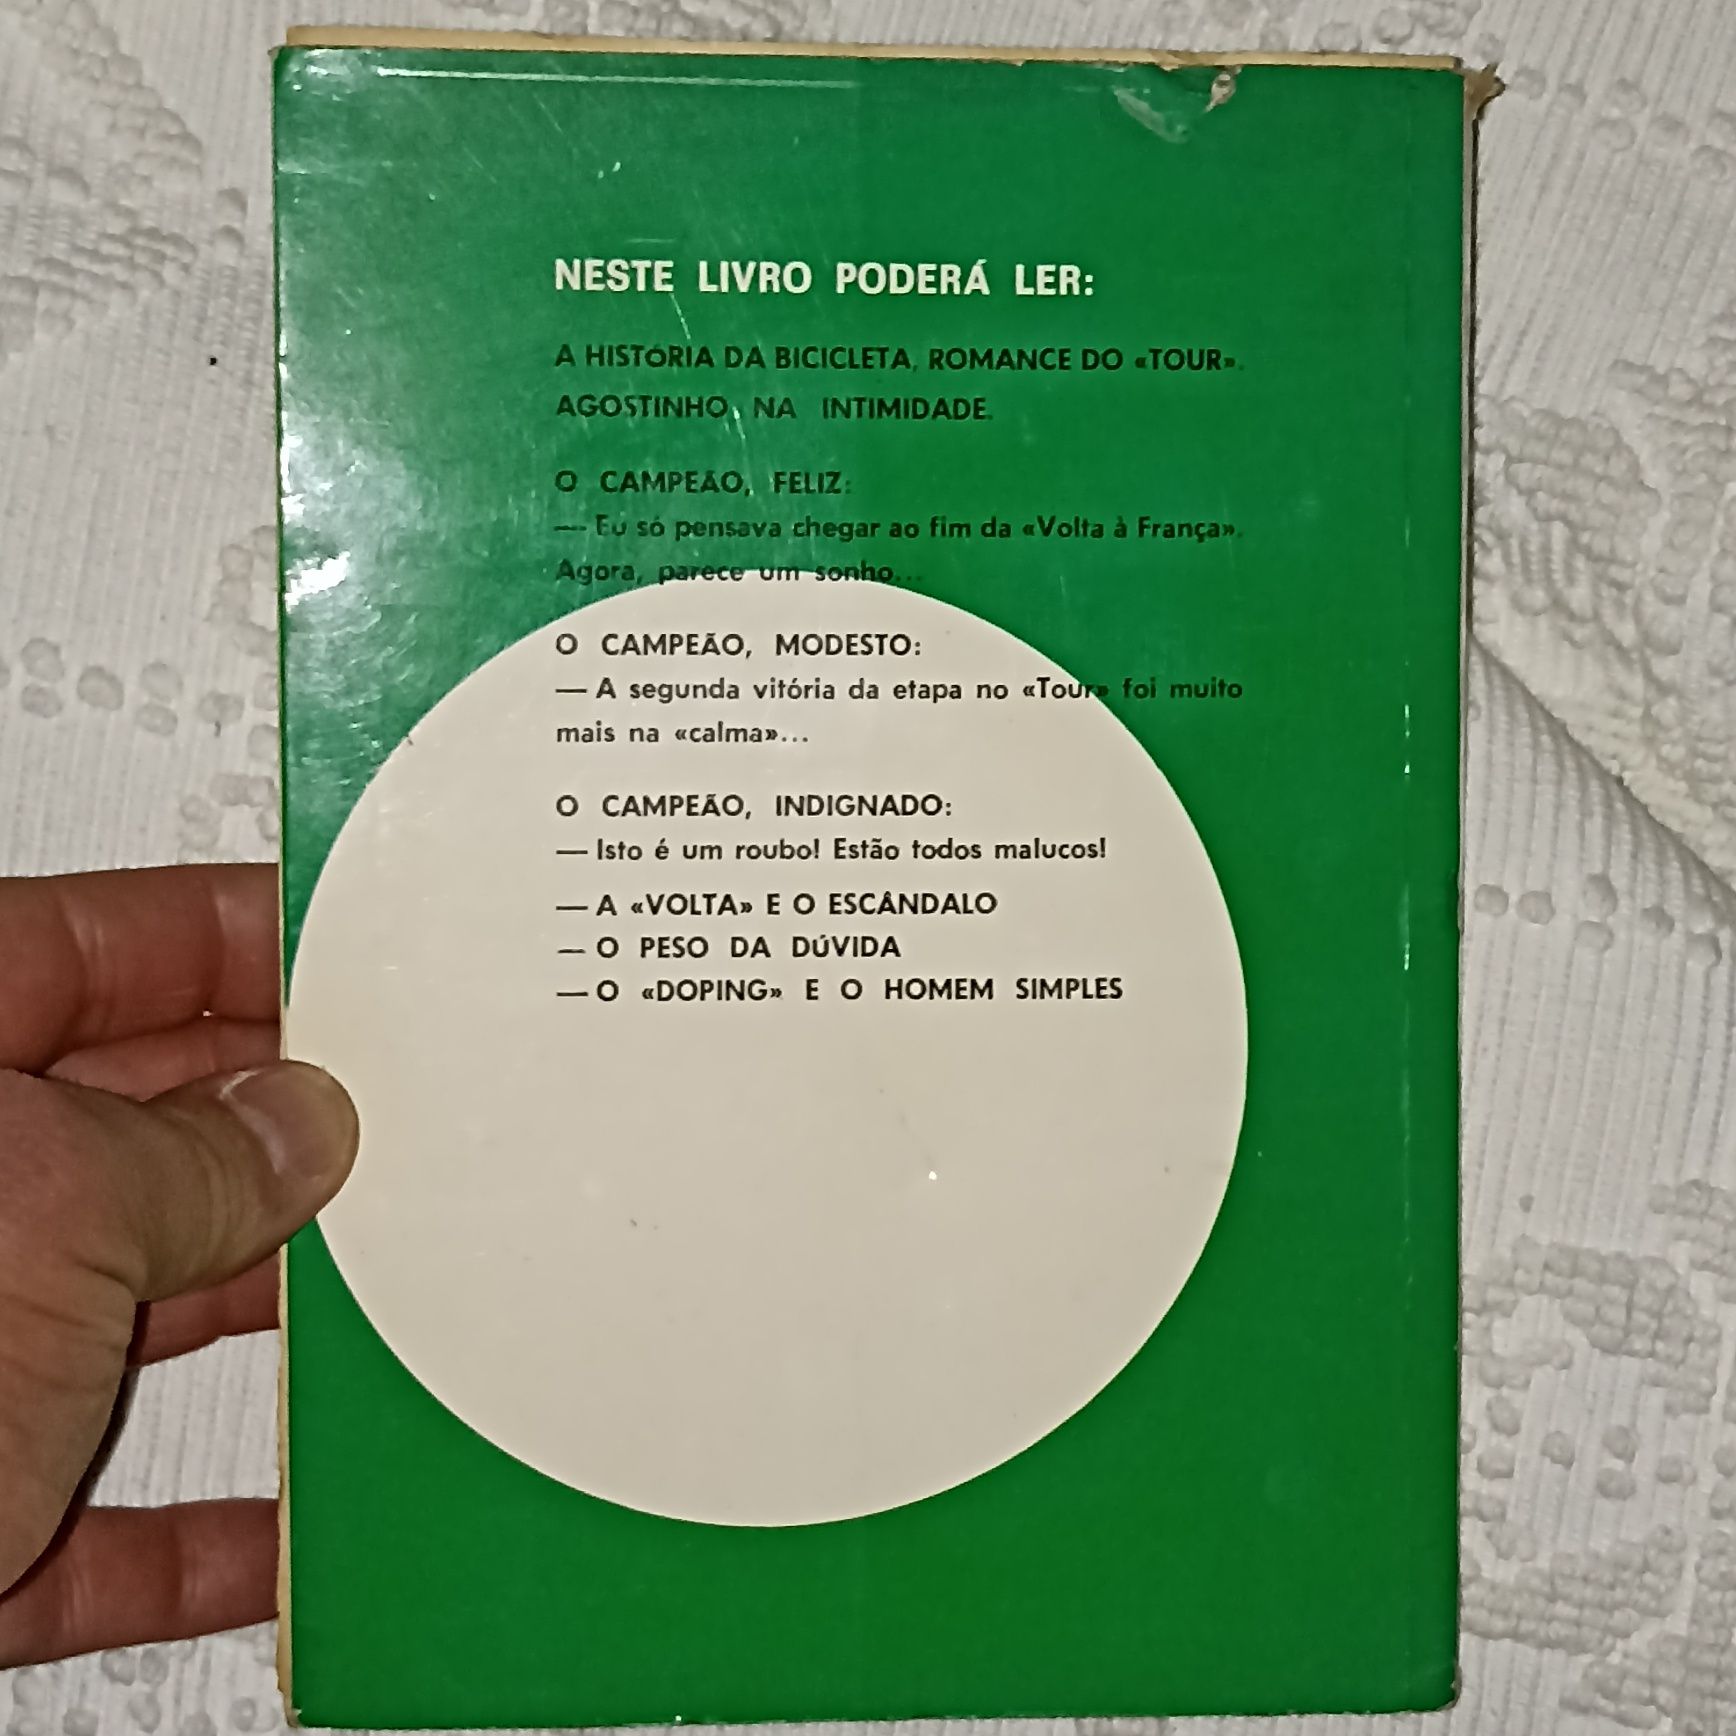 NESTE LIVRO PODERÁ LER:
A HISTÓRIA DA BICICLETA, ROMANCE DO «TOUR».
AGOSTINHO, NA INTIMIDADE.
O CAMPEÃO, FELIZ:
— Eu só pensava chegar ao fim da «Volta à França».
Agora, parece um sonho...
O CAMPEÃO, MODESTO:
— A segunda vitória da etapa no «Tour» foi muito
mais na «calma»...
O CAMPEÃO, INDIGNADO:
— Isto é um roubo! Estão todos malucos!
— A «VOLTA» E O ESCÂNDALO
— O PESO DA DÚVIDA
— O «DOPING» E O HOMEM SIMPLES